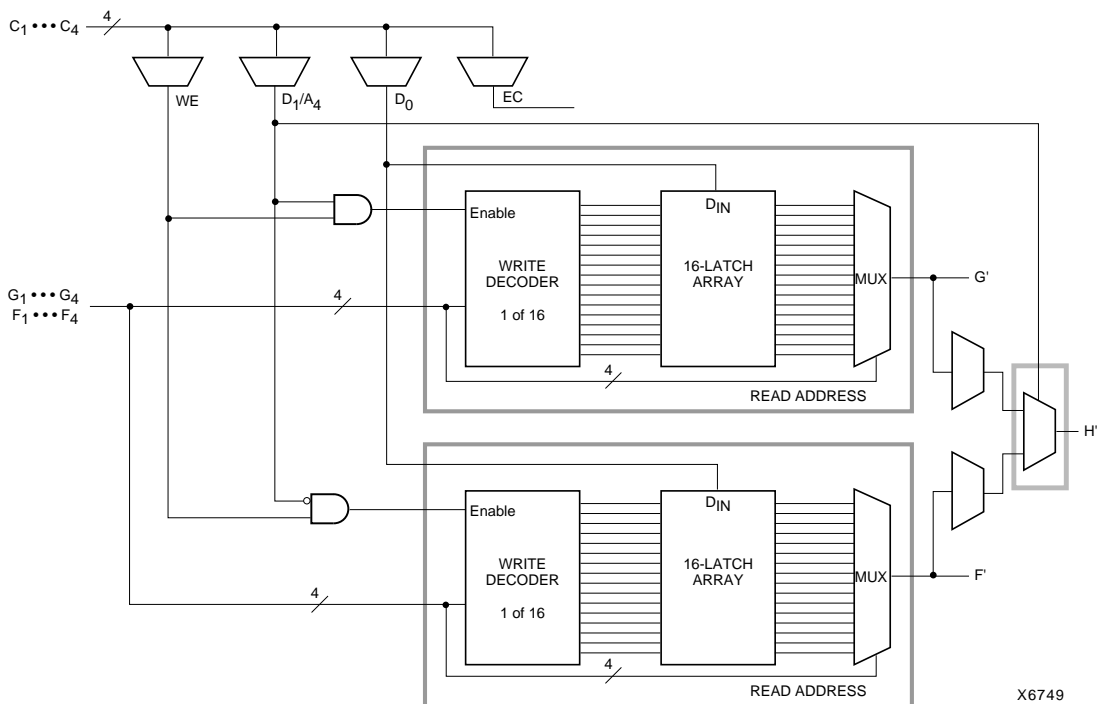 C₁ ••• C₄ 4
WE D₁/A₄ D₀ EC
Enable
WRITE
DECODER
1 of 16
D_IN
16-LATCH
ARRAY
MUX
G'
G₁ ••• G₄
F₁ ••• F₄
4
4
READ ADDRESS
H'
Enable
WRITE
DECODER
1 of 16
D_IN
16-LATCH
ARRAY
MUX
F'
4
4
READ ADDRESS
X6749